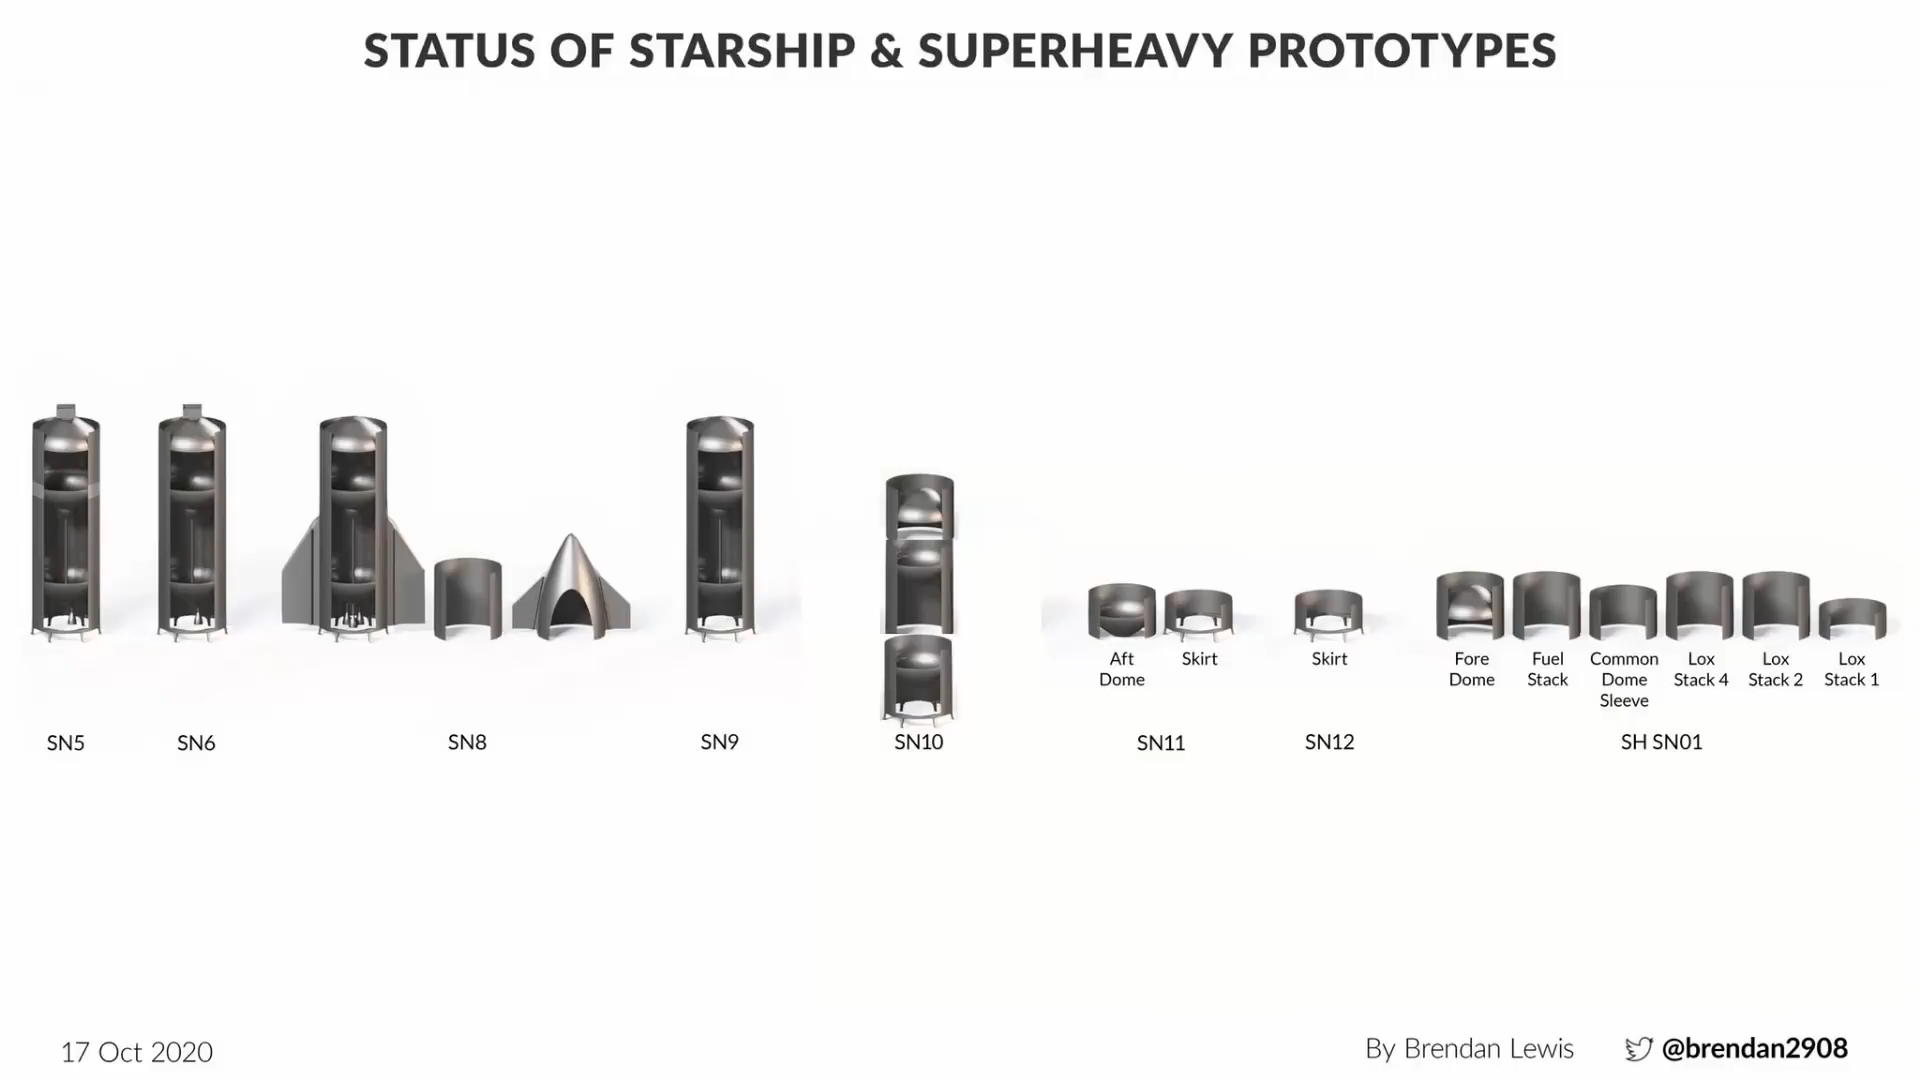 STATUS OF STARSHIP & SUPERHEAVY PROTOTYPES
Aft
Dome
Skirt
Skirt
Fore
Dome
Fuel
Stack
Common
Dome
Sleeve
Lox
Stack 4
Lox
Stack 2
Lox
Stack 1
SN5
SN6
SN8
SN9
SN10
SN11
SN12
SH SN01
17 Oct 2020
By Brendan Lewis
@brendan2908